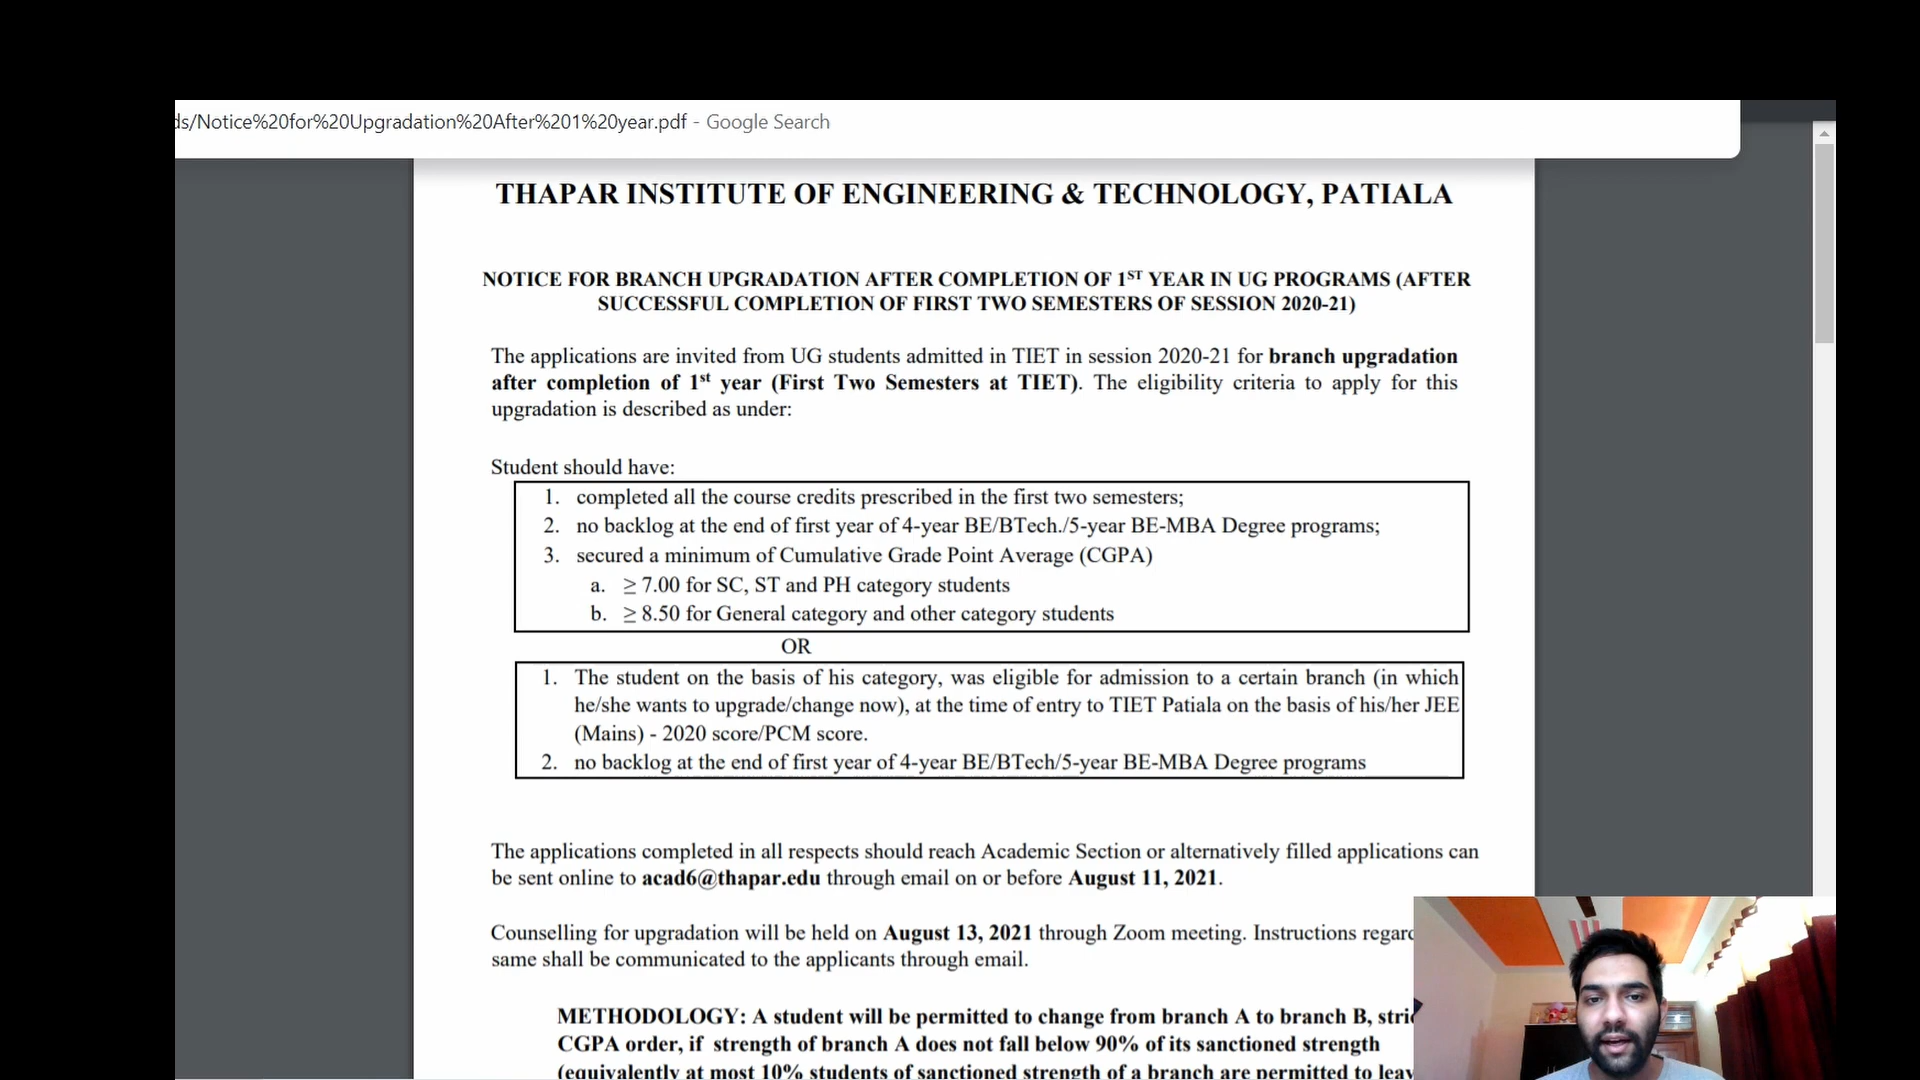 ds/Notice%20for%20Upgradation%20After%201%20year.pdf - Google Search
THAPAR INSTITUTE OF ENGINEERING & TECHNOLOGY, PATIALA
NOTICE FOR BRANCH UPGRADATION AFTER COMPLETION OF 1ST YEAR IN UG PROGRAMS (AFTER
SUCCESSFUL COMPLETION OF FIRST TWO SEMESTERS OF SESSION 2020-21)
The applications are invited from UG students admitted in TIET in session 2020-21 for branch upgradation
after completion of 1st year (First Two Semesters at TIET). The eligibility criteria to apply for this
upgradation is described as under:
Student should have:
1. completed all the course credits prescribed in the first two semesters;
2. no backlog at the end of first year of 4-year BE/BTech./5-year BE-MBA Degree programs;
3. secured a minimum of Cumulative Grade Point Average (CGPA)
a. ≥ 7.00 for SC, ST and PH category students
b. ≥ 8.50 for General category and other category students
OR
1. The student on the basis of his category, was eligible for admission to a certain branch (in which
he/she wants to upgrade/change now), at the time of entry to TIET Patiala on the basis of his/her JEE
(Mains) - 2020 score/PCM score.
2. no backlog at the end of first year of 4-year BE/BTech/5-year BE-MBA Degree programs
The applications completed in all respects should reach Academic Section or alternatively filled applications can
be sent online to acad6@thapar.edu through email on or before August 11, 2021.
Counselling for upgradation will be held on August 13, 2021 through Zoom meeting. Instructions regard
same shall be communicated to the applicants through email.
METHODOLOGY: A student will be permitted to change from branch A to branch B, stri
CGPA order, if strength of branch A does not fall below 90% of its sanctioned strength
(equivalently at most 10% students of sanctioned strength of a branch are permitted to leav